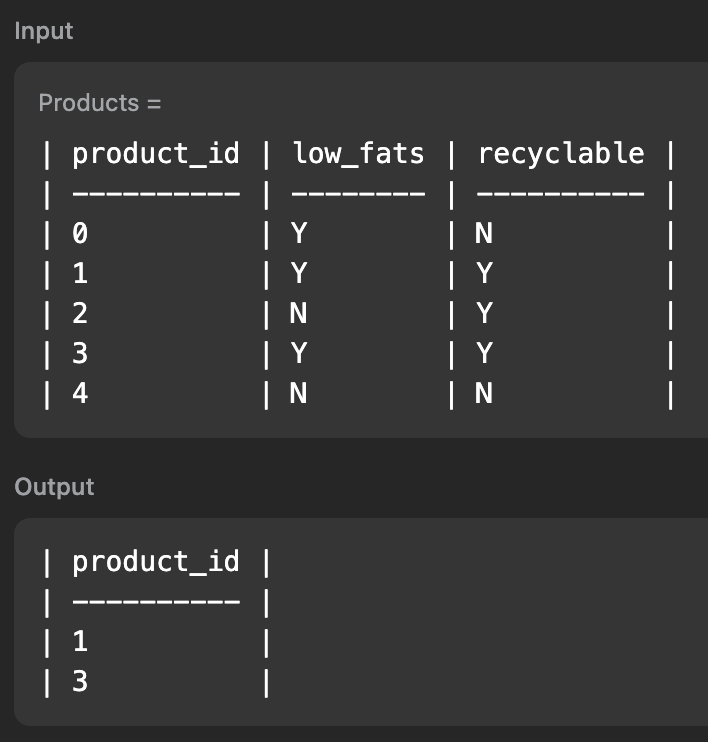 Input
Products =
| product_id | low_fats | recyclable |
| ---------- | -------- | ---------- |
| 0          | Y        | N          |
| 1          | Y        | Y          |
| 2          | N        | Y          |
| 3          | Y        | Y          |
| 4          | N        | N          |
Output
| product_id |
| ---------- |
| 1          |
| 3          |